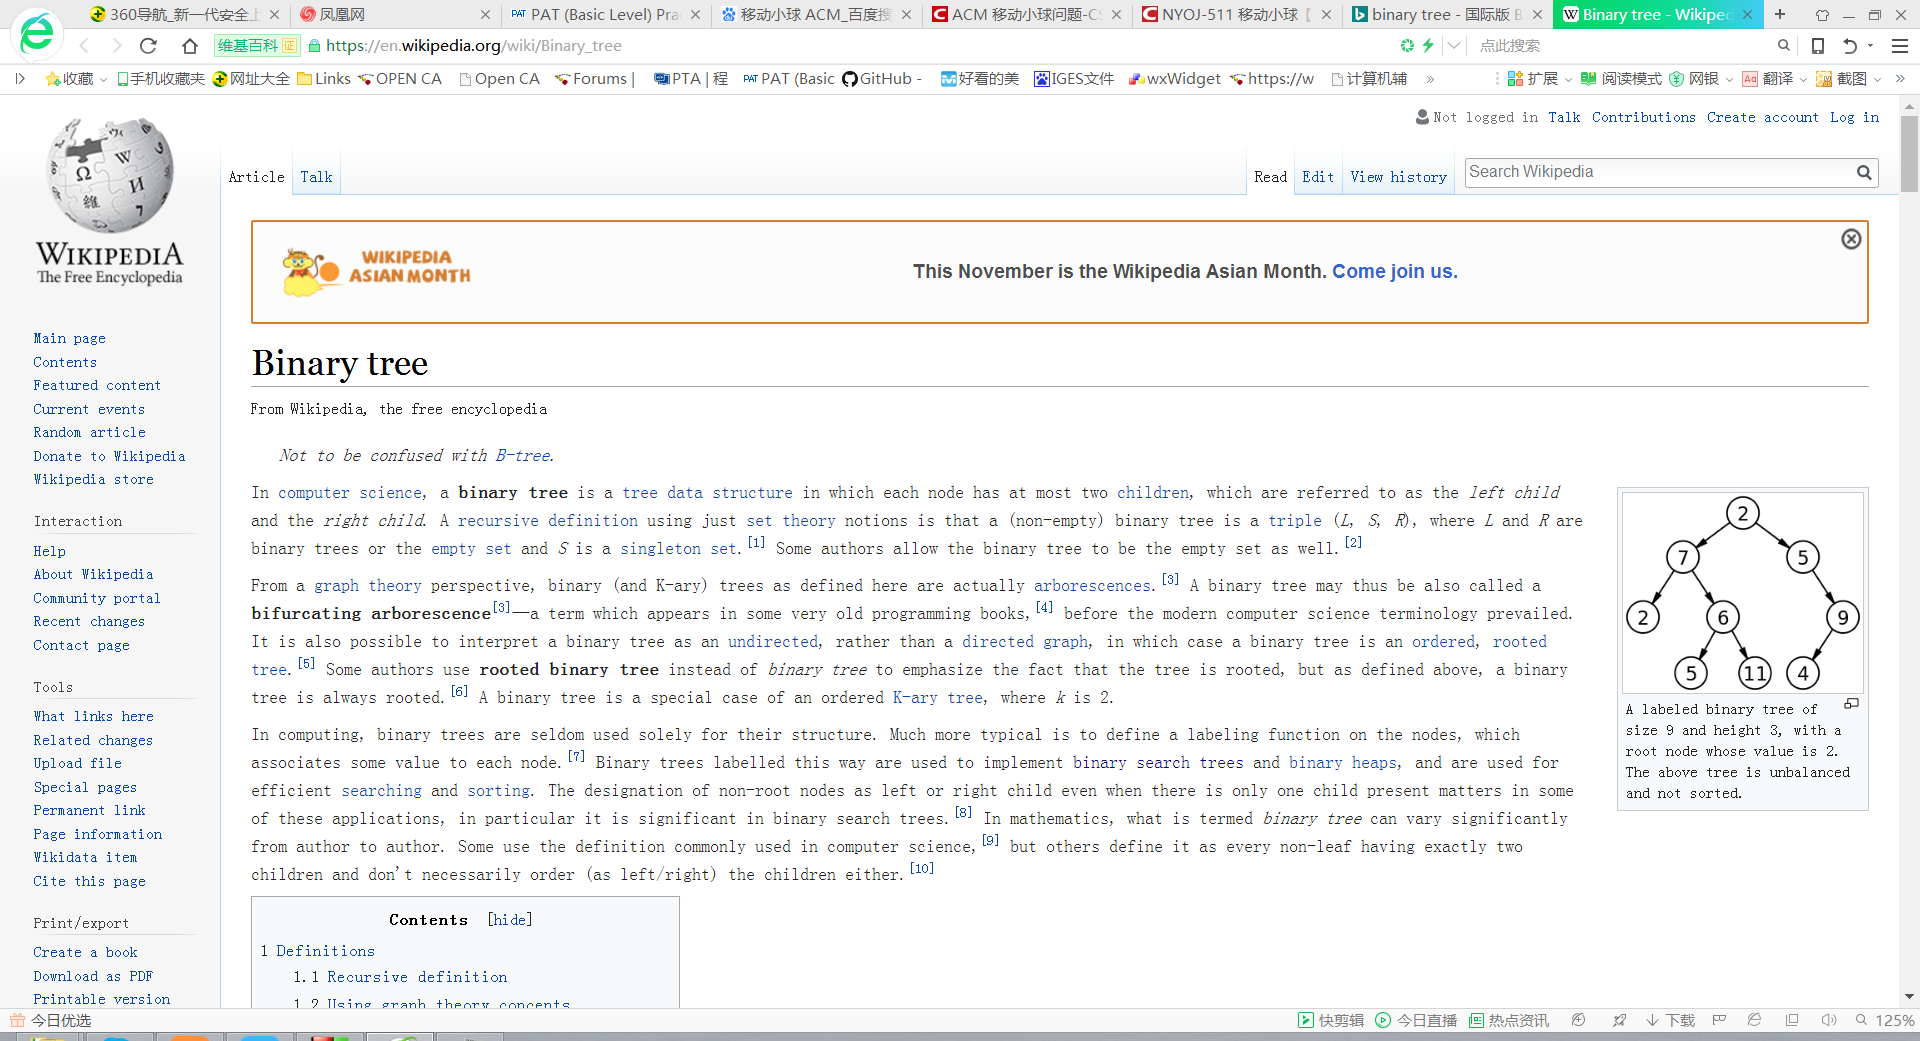 360导航_新一代安全上
凤凰网
PAT (Basic Level) Pra
移动小球 ACM_百度搜
ACM 移动小球问题-CS
NYOJ-511 移动小球【
binary tree - 国际版 B
Binary tree - Wikiped
维基百科 证 https://en.wikipedia.org/wiki/Binary_tree
点此搜索
收藏 手机收藏夹 网址大全 Links OPEN CA Open CA Forums | PTA | 程 PAT (Basic GitHub - 好看的美 IGES文件 wxWidget https://w 计算机辅 » 扩展 阅读模式 网银 翻译 截图 »
Not logged in Talk Contributions Create account Log in
Article Talk Read Edit View history Search Wikipedia
WIKIPEDIA
The Free Encyclopedia
WIKIPEDIA
ASIAN MONTH
This November is the Wikipedia Asian Month. Come join us.
Main page
Contents
Featured content
Current events
Random article
Donate to Wikipedia
Wikipedia store
Interaction
Help
About Wikipedia
Community portal
Recent changes
Contact page
Tools
What links here
Related changes
Upload file
Special pages
Permanent link
Page information
Wikidata item
Cite this page
Print/export
Create a book
Download as PDF
Printable version
Binary tree
From Wikipedia, the free encyclopedia
Not to be confused with B-tree.
In computer science, a binary tree is a tree data structure in which each node has at most two children, which are referred to as the left child
and the right child. A recursive definition using just set theory notions is that a (non-empty) binary tree is a triple (L, S, R), where L and R are
binary trees or the empty set and S is a singleton set.[1] Some authors allow the binary tree to be the empty set as well.[2]
From a graph theory perspective, binary (and K-ary) trees as defined here are actually arborescences.[3] A binary tree may thus be also called a
bifurcating arborescence[3]—a term which appears in some very old programming books,[4] before the modern computer science terminology prevailed.
It is also possible to interpret a binary tree as an undirected, rather than a directed graph, in which case a binary tree is an ordered, rooted
tree.[5] Some authors use rooted binary tree instead of binary tree to emphasize the fact that the tree is rooted, but as defined above, a binary
tree is always rooted.[6] A binary tree is a special case of an ordered K-ary tree, where k is 2.
In computing, binary trees are seldom used solely for their structure. Much more typical is to define a labeling function on the nodes, which
associates some value to each node.[7] Binary trees labelled this way are used to implement binary search trees and binary heaps, and are used for
efficient searching and sorting. The designation of non-root nodes as left or right child even when there is only one child present matters in some
of these applications, in particular it is significant in binary search trees.[8] In mathematics, what is termed binary tree can vary significantly
from author to author. Some use the definition commonly used in computer science,[9] but others define it as every non-leaf having exactly two
children and don't necessarily order (as left/right) the children either.[10]
2
7 5
2 6 9
5 11 4
A labeled binary tree of
size 9 and height 3, with a
root node whose value is 2.
The above tree is unbalanced
and not sorted.
Contents [hide]
1 Definitions
1.1 Recursive definition
1.2 Using graph theory concepts
今日优选
快剪辑 今日直播 热点资讯 下载 125%